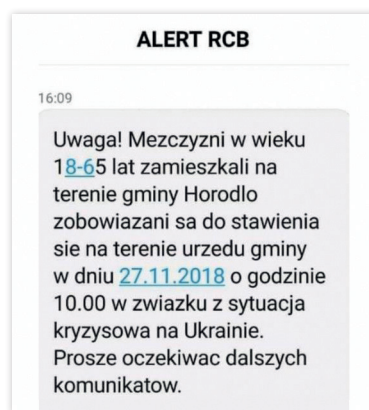 ALERT RCB
16:09
Uwaga! Mezczyzni w wieku
18-65 lat zamieszkali na
terenie gminy Horodlo
zobowiazani sa do stawienia
sie na terenie urzedu gminy
w dniu 27.11.2018 o godzinie
10.00 w zwiazku z sytuacja
kryzysowa na Ukrainie.
Prosze oczekiwac dalszych
komunikatow.